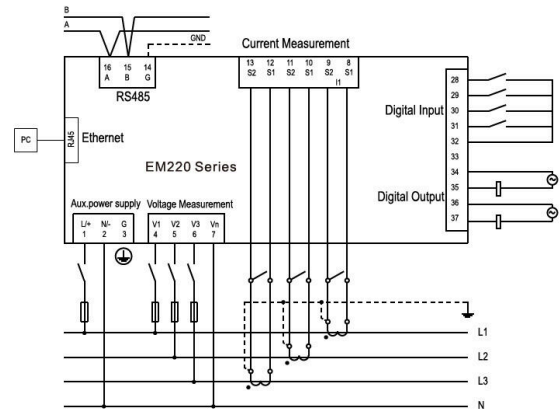 B
A
GND
16 15 14
A B G
RS485
Current Measurement
13 12 11 10 9 8
S2 S1 S2 S1 S2 S1
I1
PC
RJ45
Ethernet
EM220 Series
Digital Input
28
29
30
31
32
33
Digital Output
34
35
36
37
Aux.power supply
L/+ N/- G
1 2 3
Voltage Measurement
V1 V2 V3 Vn
4 5 6 7
L1
L2
L3
N